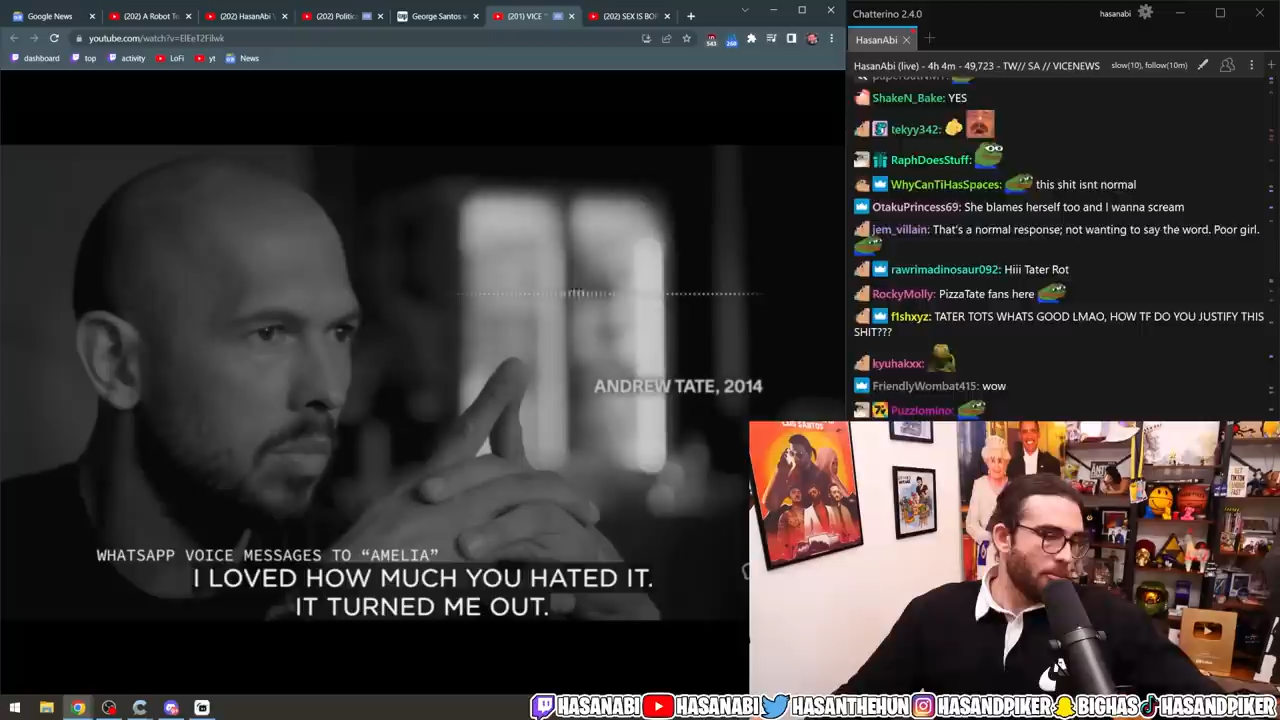 Google News
(202) A Robot T
(202) HasanAbi
(202) Politic
George Santos v
(201) VICE
(202) SEX IS BO
youtube.com/watch?v=ElEeT2Filwk
dashboard
top
activity
LoFi
yt
News
ANDREW TATE, 2014
WHATSAPP VOICE MESSAGES TO “AMELIA”
I LOVED HOW MUCH YOU HATED IT.
IT TURNED ME OUT.
Chatterino 2.4.0
hasanabi
HasanAbi
HasanAbi (live) - 4h 4m - 49,723 - TW// SA // VICENEWS
slow(10), follow(10m)
ShakeN_Bake: YES
tekyy342:
RaphDoesStuff:
WhyCanTiHasSpaces: this shit isnt normal
OtakuPrincess69: She blames herself too and I wanna scream
jem_villain: That's a normal response; not wanting to say the word. Poor girl.
rawrimadinosaur092: Hiii Tater Rot
RockyMolly: PizzaTate fans here
f1shxyz: TATER TOTS WHATS GOOD LMAO, HOW TF DO YOU JUSTIFY THIS
SHIT???
kyuhakxx:
FriendlyWombat415: wow
Puzzlomino:
LOS SANTOS
HASANABI
HASANABI
HASANTHEHUN
HASANDPIKER
BIGHAS
HASANDPIKER